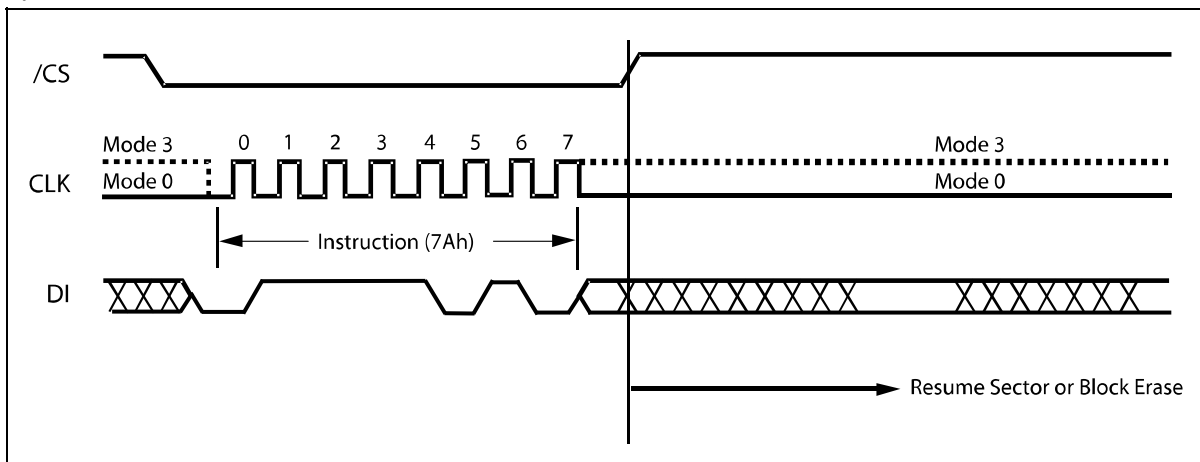 /CS
Mode 3
0 1 2 3 4 5 6 7
Mode 3
CLK
Mode 0
Mode 0
Instruction (7Ah)
DI
Resume Sector or Block Erase